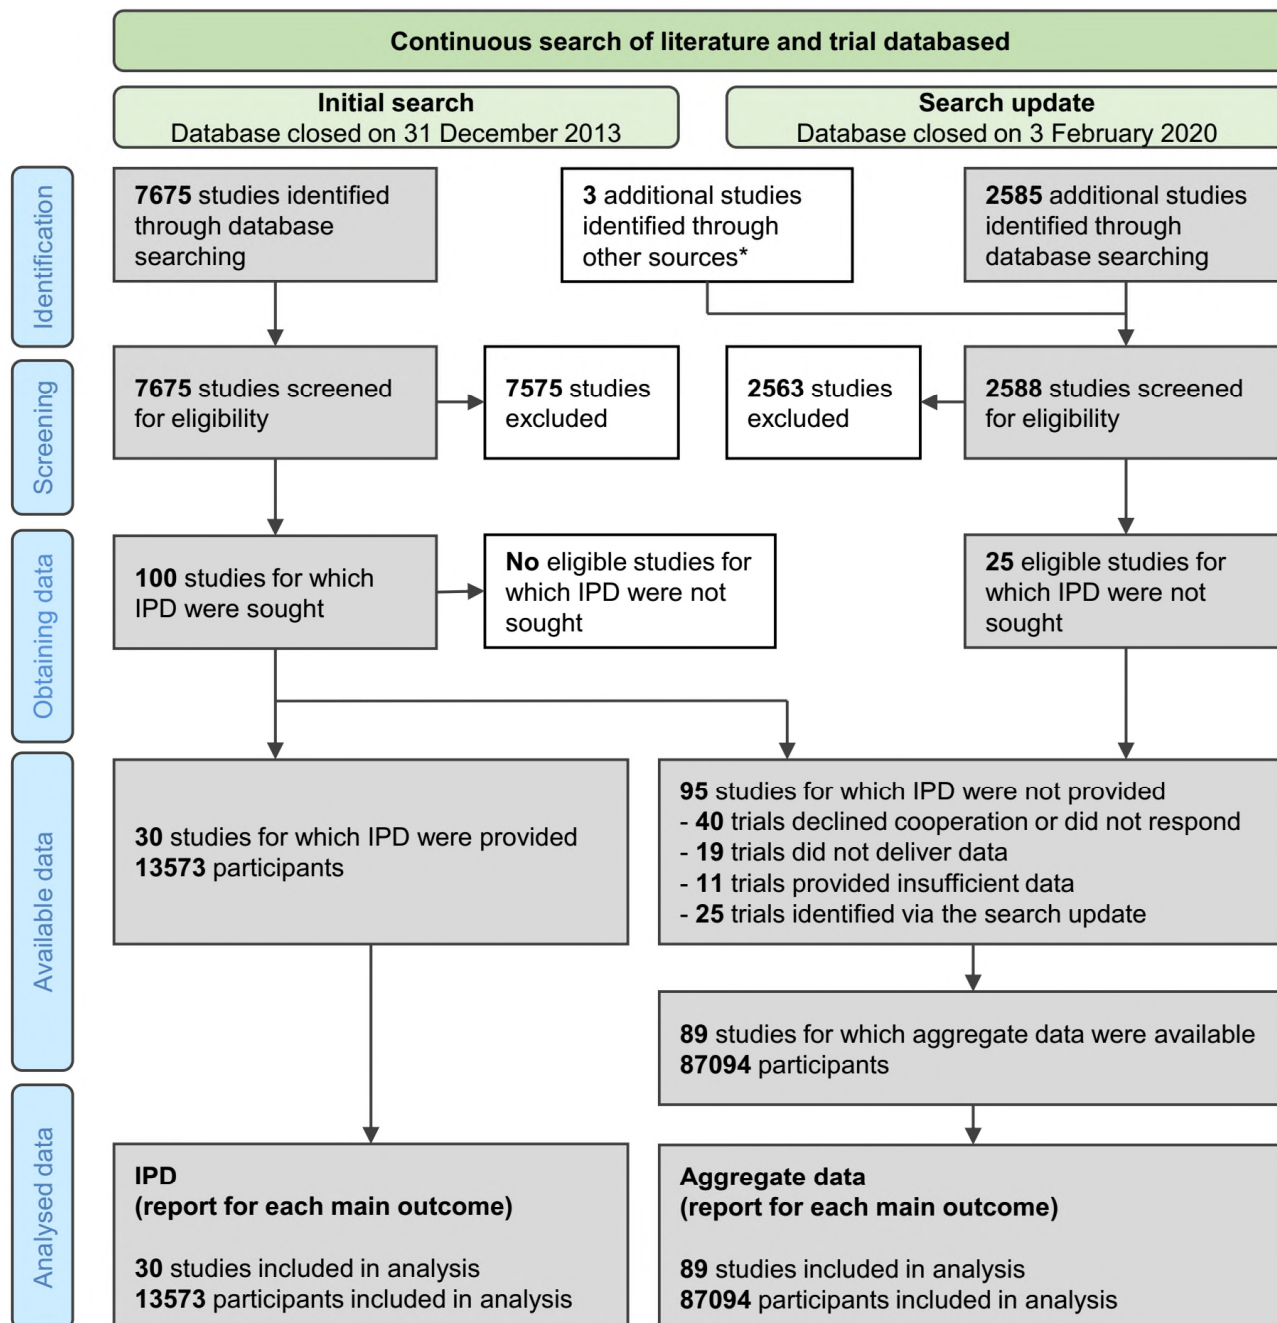 Continuous search of literature and trial databased
Initial search
Database closed on 31 December 2013
Search update
Database closed on 3 February 2020
Identification
7675 studies identified
through database
searching
3 additional studies
identified through
other sources*
2585 additional studies
identified through
database searching
Screening
7675 studies screened
for eligibility
7575 studies
excluded
2563 studies
excluded
2588 studies screened
for eligibility
Obtaining data
100 studies for which
IPD were sought
No eligible studies for
which IPD were not
sought
25 eligible studies for
which IPD were not
sought
Available data
30 studies for which IPD were provided
13573 participants
95 studies for which IPD were not provided
- 40 trials declined cooperation or did not respond
- 19 trials did not deliver data
- 11 trials provided insufficient data
- 25 trials identified via the search update
89 studies for which aggregate data were available
87094 participants
Analysed data
IPD
(report for each main outcome)
30 studies included in analysis
13573 participants included in analysis
Aggregate data
(report for each main outcome)
89 studies included in analysis
87094 participants included in analysis